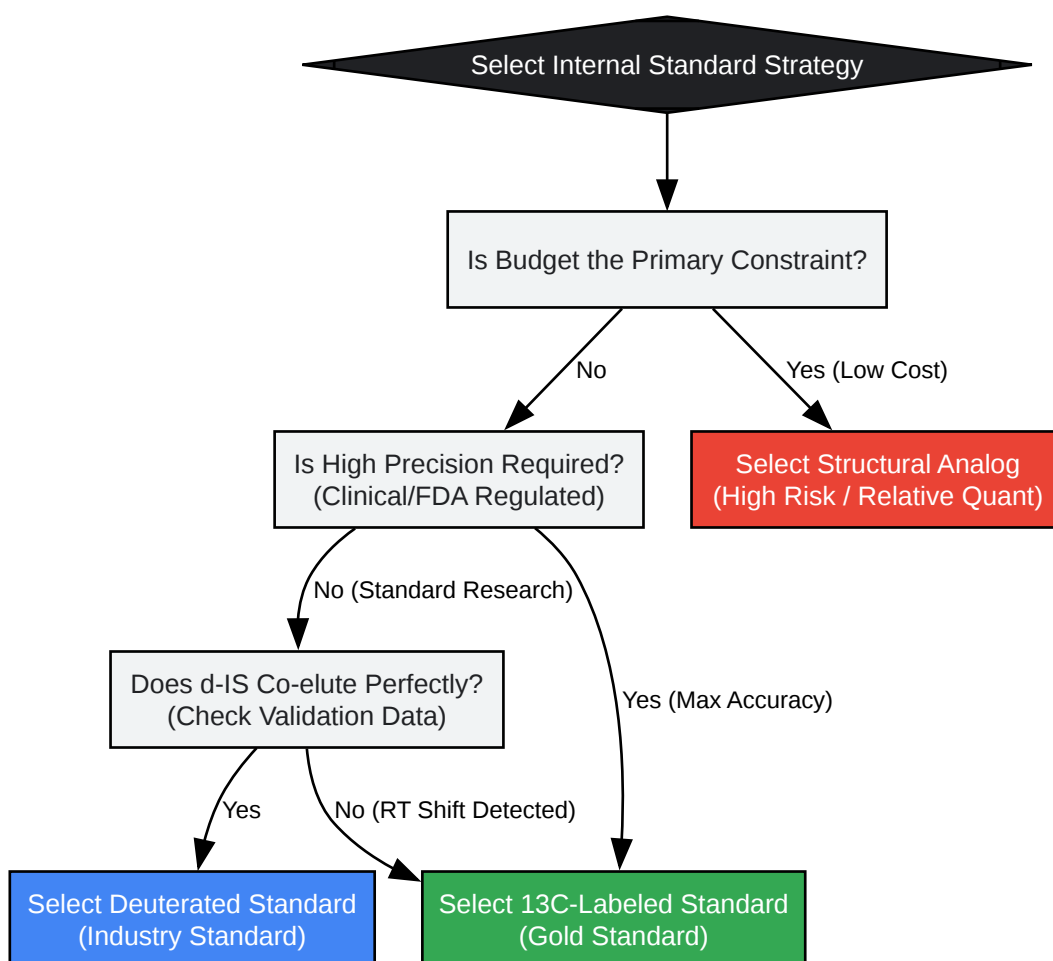 Select Internal Standard Strategy
Is Budget the Primary Constraint?
No
Yes (Low Cost)
Is High Precision Required?
(Clinical/FDA Regulated)
Select Structural Analog
(High Risk / Relative Quant)
No (Standard Research)
Does d-IS Co-elute Perfectly?
(Check Validation Data)
Yes (Max Accuracy)
Yes
No (RT Shift Detected)
Select Deuterated Standard
(Industry Standard)
Select 13C-Labeled Standard
(Gold Standard)